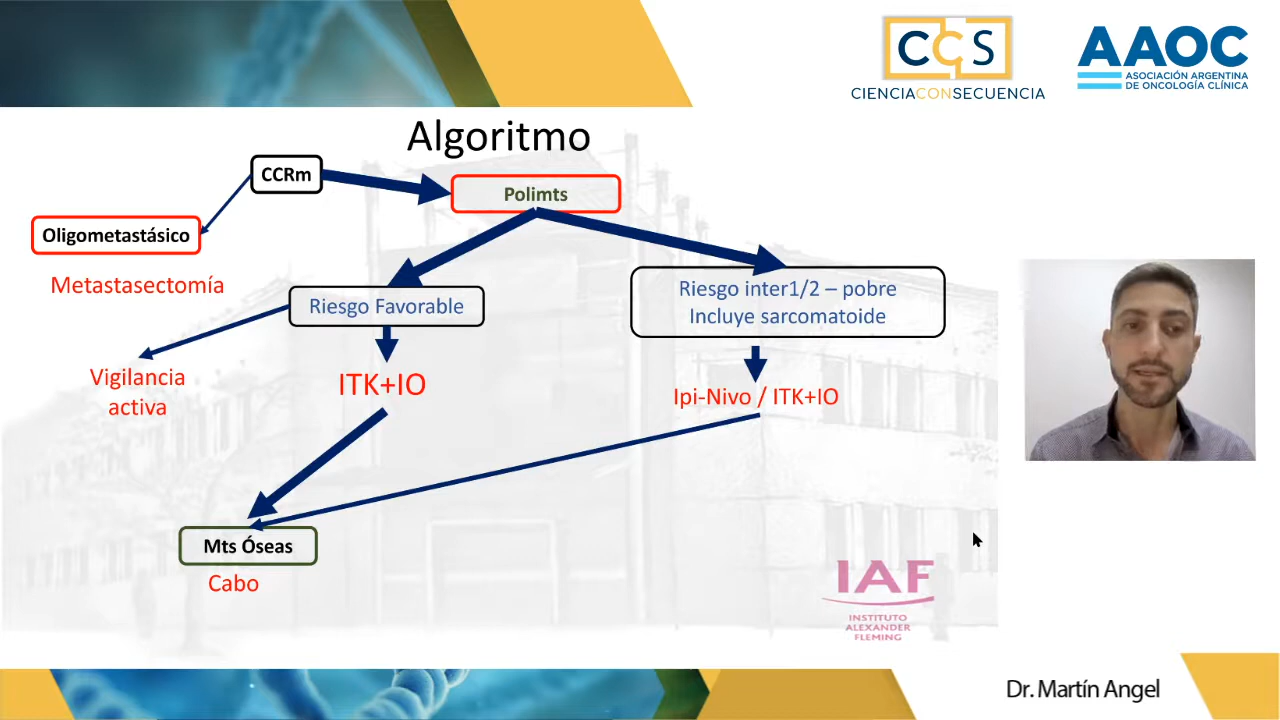 CCS
CIENCIACONSECUENCIA
AAOC
ASOCIACIÓN ARGENTINA
DE ONCOLOGÍA CLÍNICA
Algoritmo
CCRm
Polimts
Oligometastásico
Metastasectomía
Riesgo Favorable
Riesgo inter1/2 – pobre
Incluye sarcomatoide
Vigilancia
activa
ITK+IO
Ipi-Nivo / ITK+IO
Mts Óseas
Cabo
IAF
INSTITUTO
ALEXANDER
FLEMING
Dr. Martín Angel